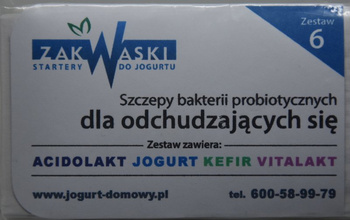 Zestaw
6
ZAKWASKI
STARTERY DO JOGURTU
Szczepy bakterii probiotycznych
dla odchudzających się
Zestaw zawiera:
ACIDOLAKT JOGURT KEFIR VITALAKT
www.jogurt-domowy.pl tel. 600-58-99-79